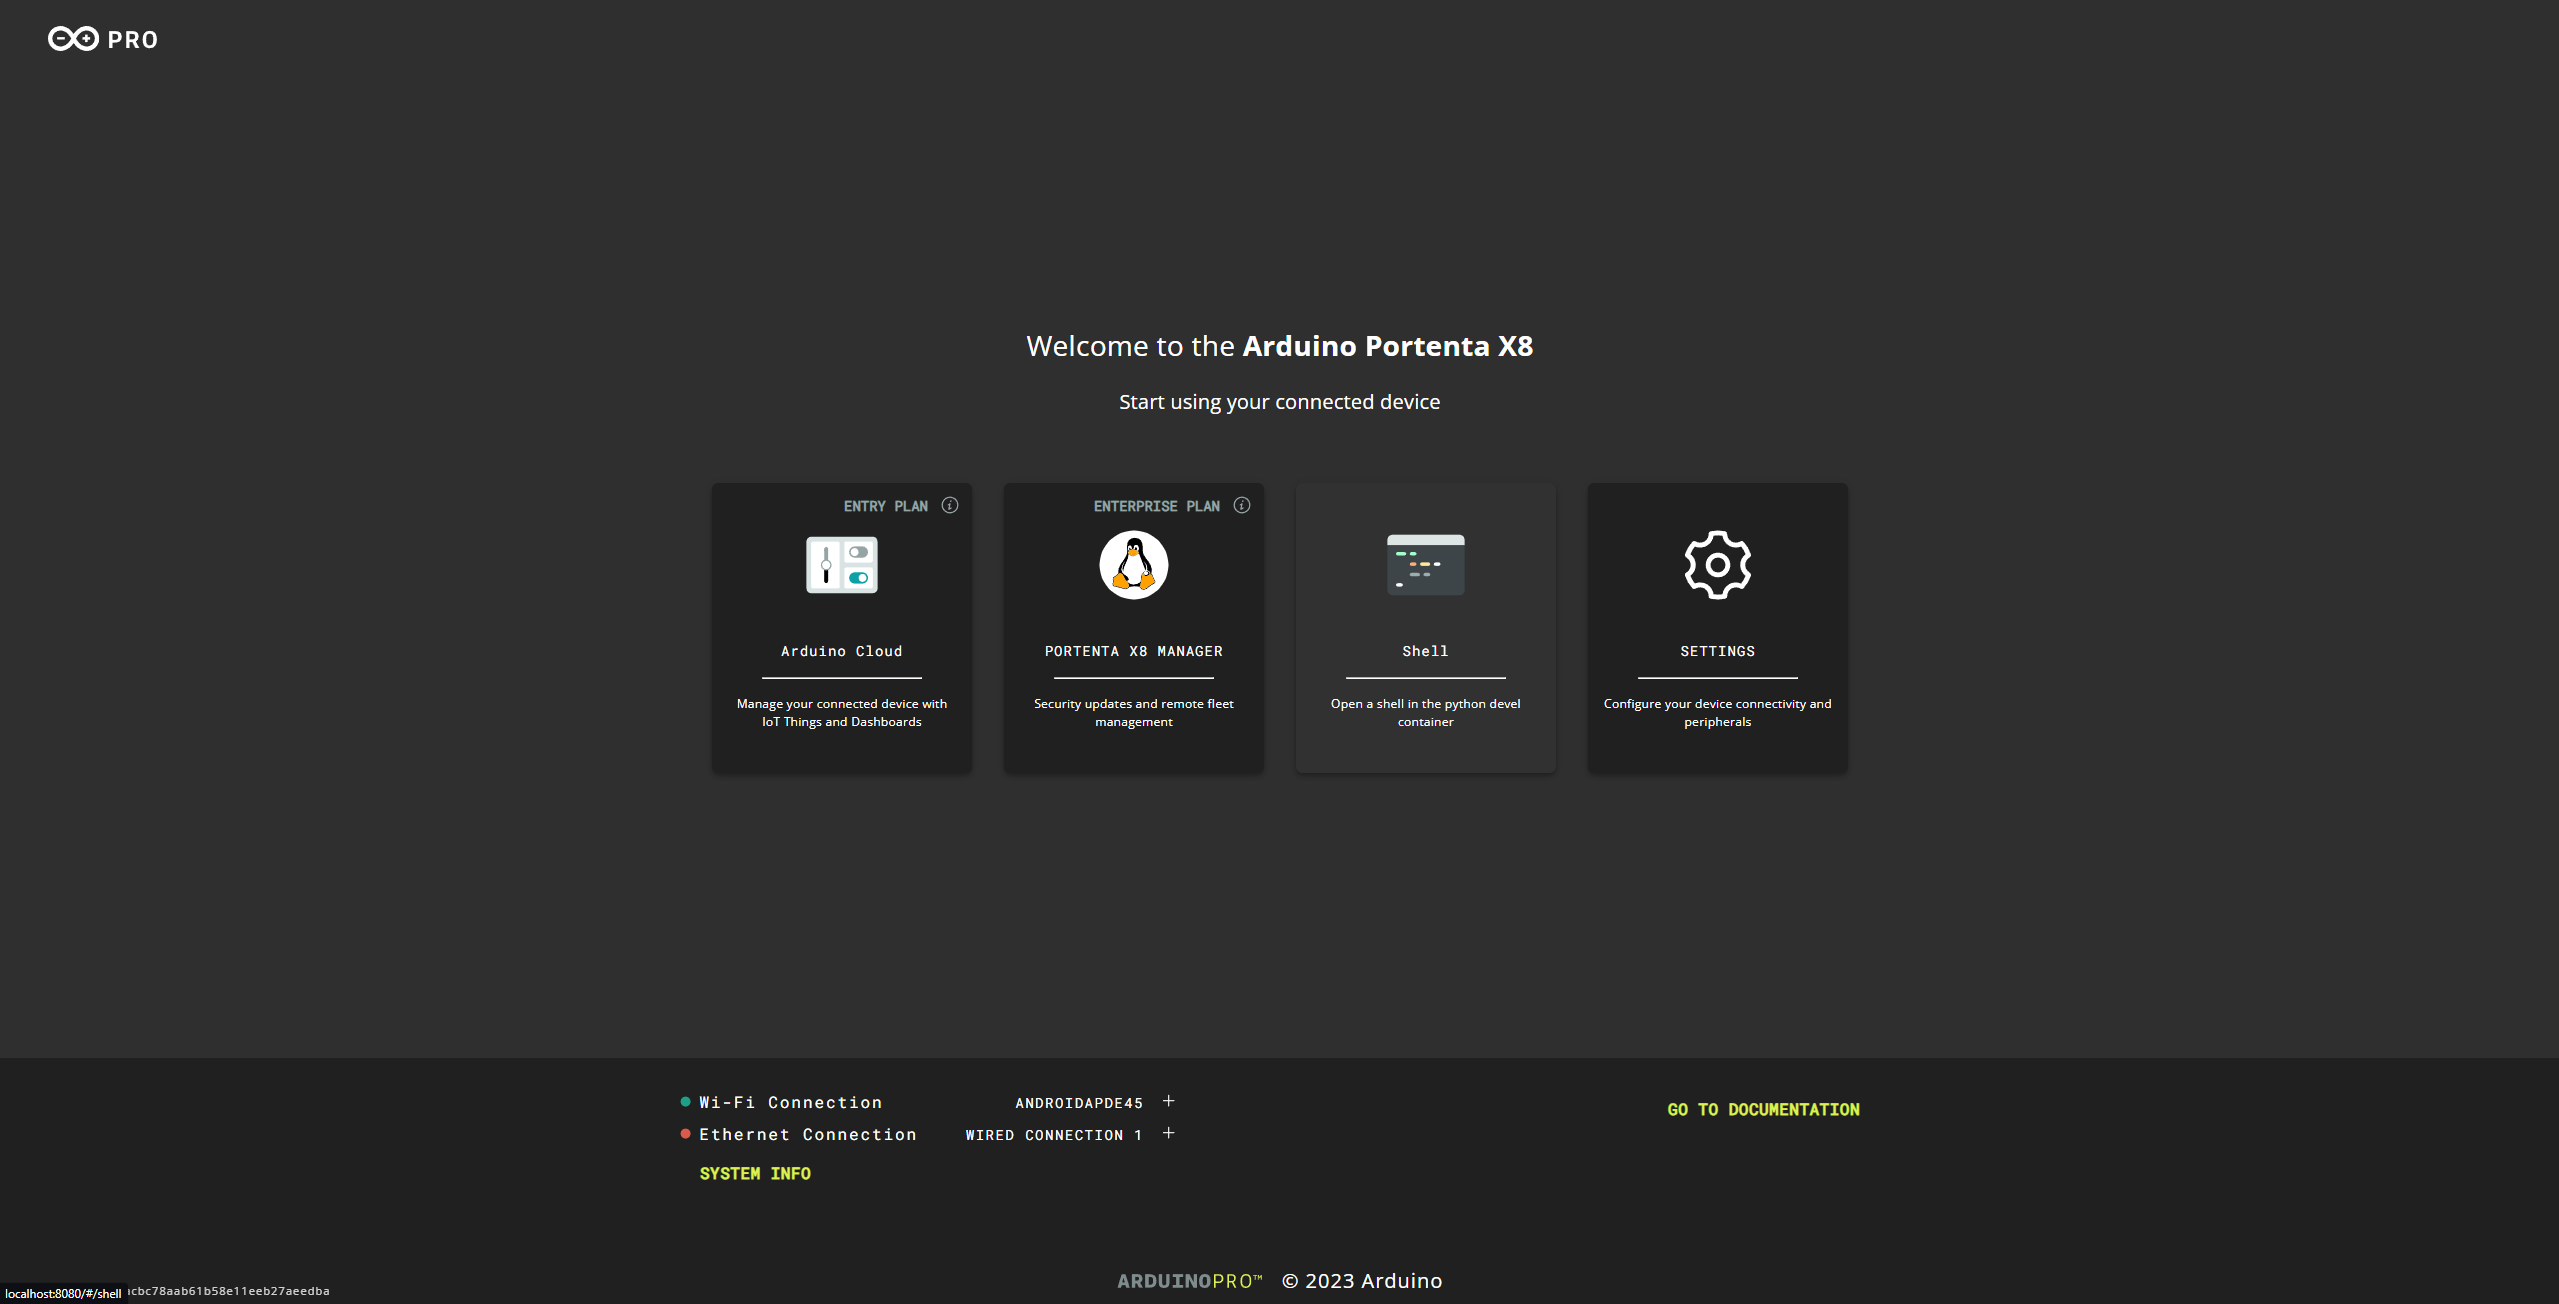 PRO
Welcome to the Arduino Portenta X8
Start using your connected device
ENTRY PLAN
Arduino Cloud
Manage your connected device with
IoT Things and Dashboards
ENTERPRISE PLAN
PORTENTA X8 MANAGER
Security updates and remote fleet
management
Shell
Open a shell in the python devel
container
SETTINGS
Configure your device connectivity and
peripherals
Wi-Fi Connection ANDROIDAPDE45 +
Ethernet Connection WIRED CONNECTION 1 +
SYSTEM INFO
GO TO DOCUMENTATION
ARDUINOPRO™ © 2023 Arduino
localhost:8080/#/shell
cbc78aab61b58e11eeb27aeedba